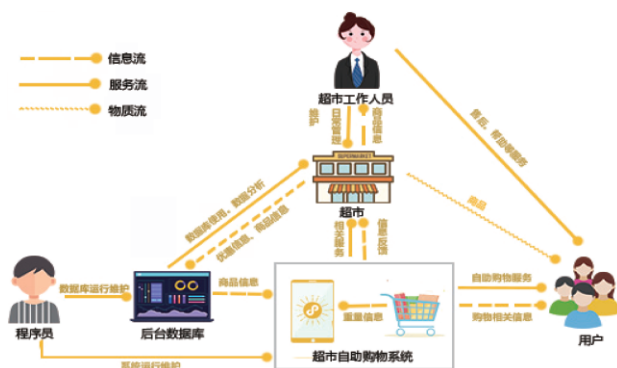 信息流
服务流
物质流
超市工作人员
维护
日常管理
商品信息
售后、帮助等服务
SUPERMARKET
超市
商品
数据库使用、数据分析
优惠信息、商品信息
相关服务
信息反馈
数据库运行维护
商品信息
自助购物服务
重量信息
购物相关信息
程序员
后台数据库
超市自助购物系统
用户
系统运行维护